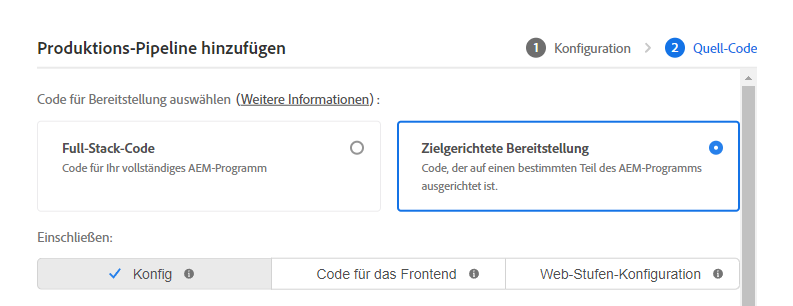 Produktions-Pipeline hinzufügen
1 Konfiguration > 2 Quell-Code
Code für Bereitstellung auswählen (Weitere Informationen) :
Full-Stack-Code
Code für Ihr vollständiges AEM-Programm
Zielgerichtete Bereitstellung
Code, der auf einen bestimmten Teil des AEM-Programms
ausgerichtet ist.
Einschließen:
Konfig
Code für das Frontend
Web-Stufen-Konfiguration